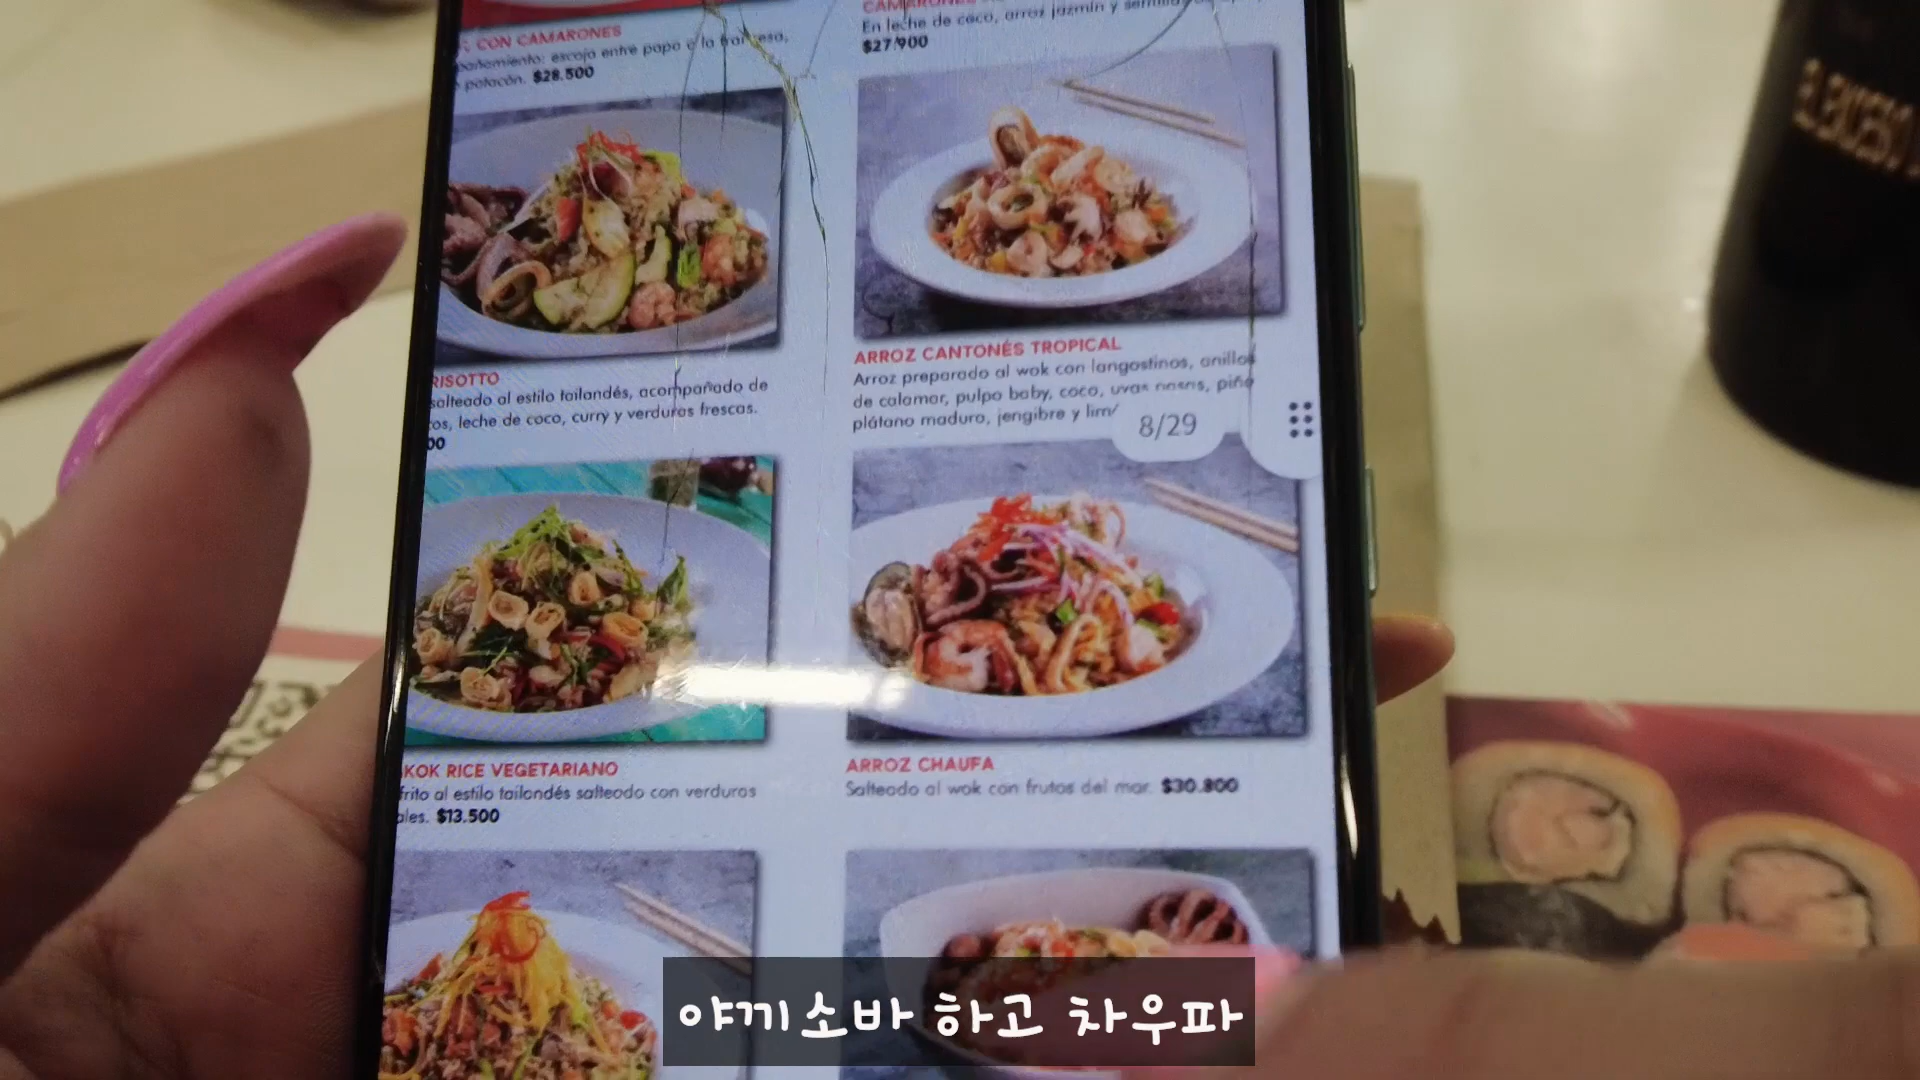 CON CAMARONES
escoja entre papa a la
patacón. $28.500
En leche de coco, arroz jazmín y
$27.900
RISOTTO
salteado al estilo tailandés, acompañado de
leche de coco, curry y verduras frescas.
00
ARROZ CANTONÉS TROPICAL
Arroz preparado al wok con langostinos, anillos
de calamar, pulpo baby, coco, uvas pasas, piña
plátano maduro, jengibre y
8/29
KOK RICE VEGETARIANO
frito al estilo tailandés salteado con verduras
$13.500
ARROZ CHAUFA
Salteado al wok con frutos del mar. $30.800
야끼소바 하고 차우파